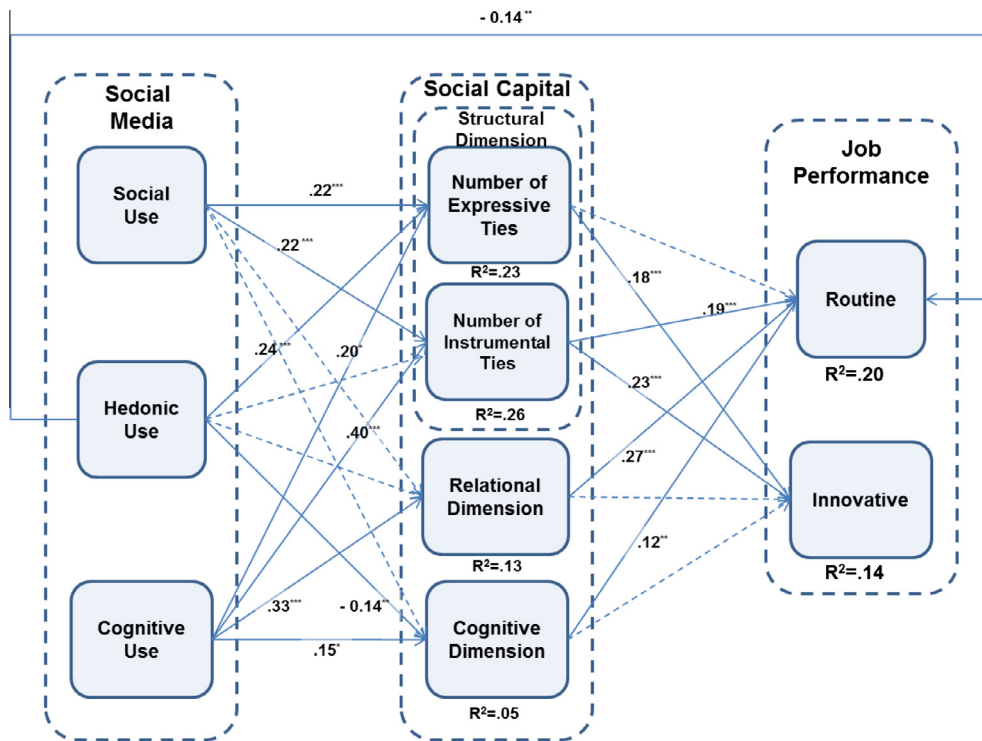 - 0.14**
Social
Media
Social
Use
Hedonic
Use
Cognitive
Use
.22***
.22***
.24***
.20*
.40***
.33***
- 0.14**
.15*
Social Capital
Structural
Dimension
Number of
Expressive
Ties
R²=.23
Number of
Instrumental
Ties
R²=.26
Relational
Dimension
R²=.13
Cognitive
Dimension
R²=.05
.18***
.19***
.23***
.27***
.12**
Job
Performance
Routine
R²=.20
Innovative
R²=.14